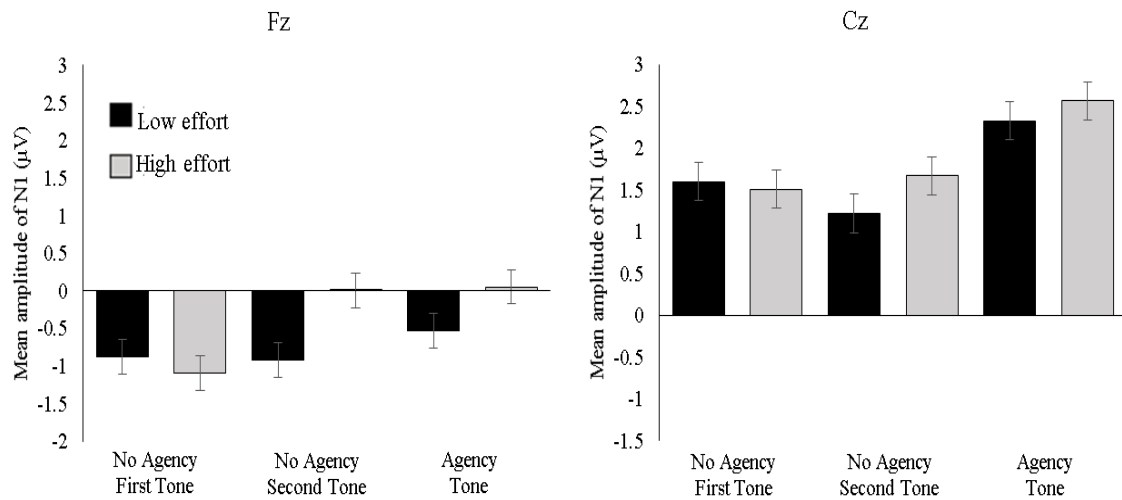 Fz
Mean amplitude of N1 (µV)
3
2.5
2
1.5
1
0.5
0
-0.5
-1
-1.5
-2
Low effort
High effort
No Agency
First Tone
No Agency
Second Tone
Agency
Tone
Cz
Mean amplitude of N1 (µV)
3
2.5
2
1.5
1
0.5
0
-0.5
-1
-1.5
No Agency
First Tone
No Agency
Second Tone
Agency
Tone